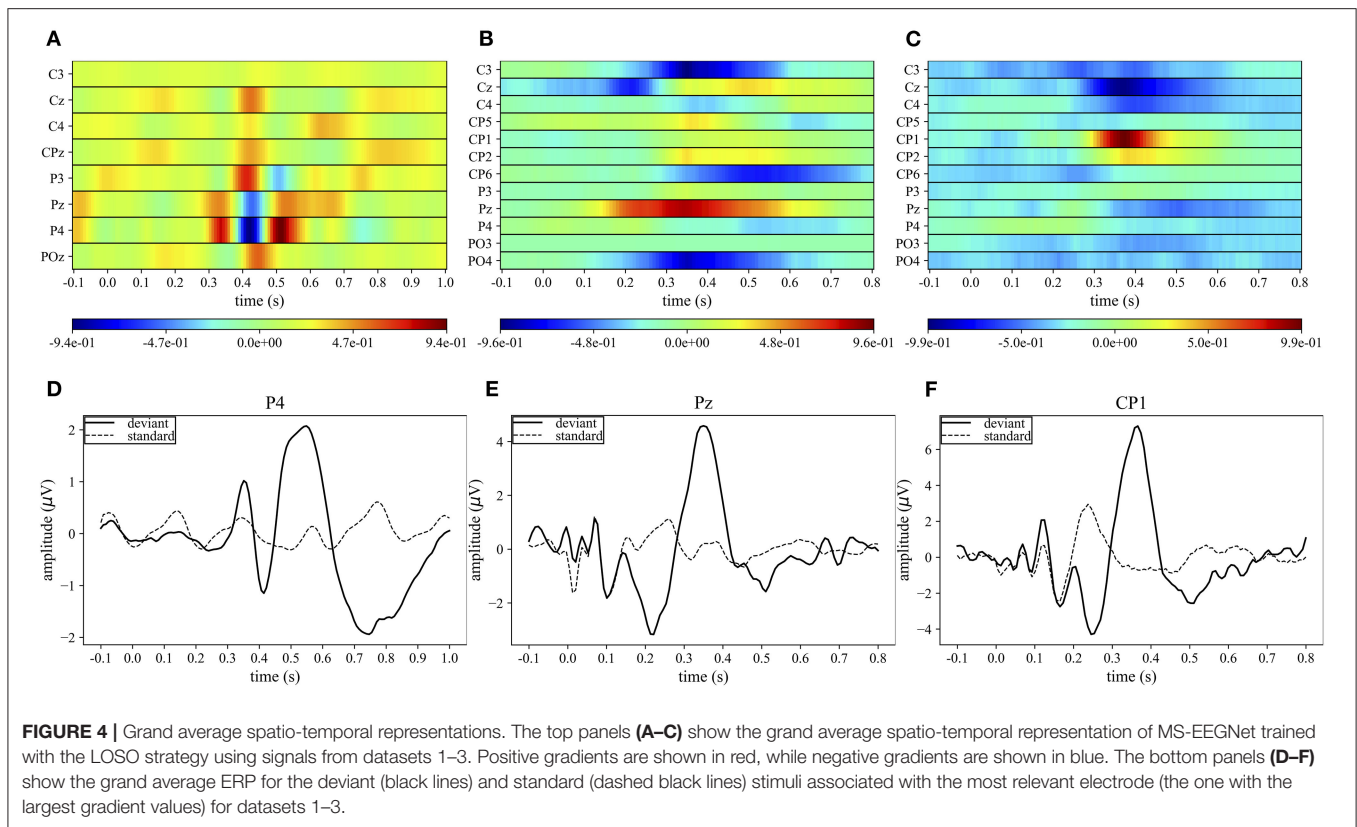 A
B
C
C3
Cz
C4
CPz
P3
Pz
P4
POz
-0.1 0.0 0.1 0.2 0.3 0.4 0.5 0.6 0.7 0.8 0.9 1.0
time (s)
-9.4e-01 -4.7e-01 0.0e+00 4.7e-01 9.4e-01
C3
Cz
C4
CP5
CP1
CP2
CP6
P3
Pz
P4
PO3
PO4
-0.1 0.0 0.1 0.2 0.3 0.4 0.5 0.6 0.7 0.8
time (s)
-9.6e-01 -4.8e-01 0.0e+00 4.8e-01 9.6e-01
C3
Cz
C4
CP5
CP1
CP2
CP6
P3
Pz
P4
PO3
PO4
-0.1 0.0 0.1 0.2 0.3 0.4 0.5 0.6 0.7 0.8
time (s)
-9.9e-01 -5.0e-01 0.0e+00 5.0e-01 9.9e-01
D
P4
deviant
standard
amplitude (μV)
2
1
0
−1
−2
-0.1 0.0 0.1 0.2 0.3 0.4 0.5 0.6 0.7 0.8 0.9 1.0
time (s)
E
Pz
deviant
standard
amplitude (μV)
4
2
0
−2
-0.1 0.0 0.1 0.2 0.3 0.4 0.5 0.6 0.7 0.8
time (s)
F
CP1
deviant
standard
amplitude (μV)
6
4
2
0
−2
−4
-0.1 0.0 0.1 0.2 0.3 0.4 0.5 0.6 0.7 0.8
time (s)
FIGURE 4 | Grand average spatio-temporal representations. The top panels (A–C) show the grand average spatio-temporal representation of MS-EEGNet trained
with the LOSO strategy using signals from datasets 1–3. Positive gradients are shown in red, while negative gradients are shown in blue. The bottom panels (D–F)
show the grand average ERP for the deviant (black lines) and standard (dashed black lines) stimuli associated with the most relevant electrode (the one with the
largest gradient values) for datasets 1–3.